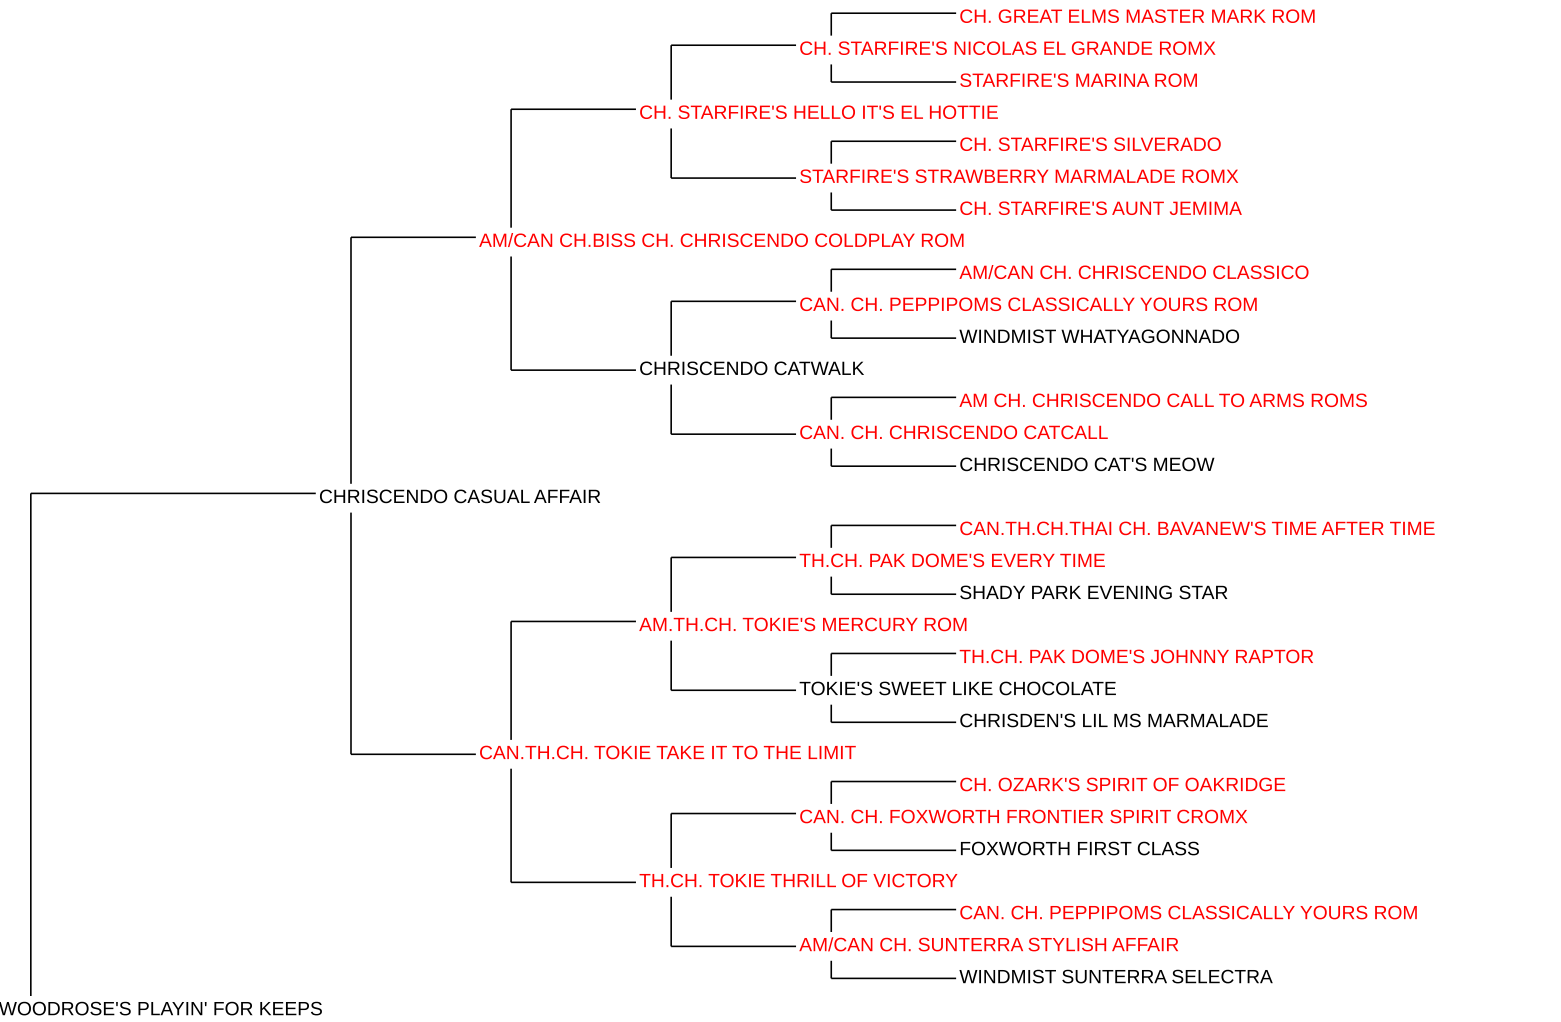 CH. GREAT ELMS MASTER MARK ROM
CH. STARFIRE'S NICOLAS EL GRANDE ROMX
STARFIRE'S MARINA ROM
CH. STARFIRE'S HELLO IT'S EL HOTTIE
CH. STARFIRE'S SILVERADO
STARFIRE'S STRAWBERRY MARMALADE ROMX
CH. STARFIRE'S AUNT JEMIMA
AM/CAN CH.BISS CH. CHRISCENDO COLDPLAY ROM
AM/CAN CH. CHRISCENDO CLASSICO
CAN. CH. PEPPIPOMS CLASSICALLY YOURS ROM
WINDMIST WHATYAGONNADO
CHRISCENDO CATWALK
AM CH. CHRISCENDO CALL TO ARMS ROMS
CAN. CH. CHRISCENDO CATCALL
CHRISCENDO CAT'S MEOW
CHRISCENDO CASUAL AFFAIR
CAN.TH.CH.THAI CH. BAVANEW'S TIME AFTER TIME
TH.CH. PAK DOME'S EVERY TIME
SHADY PARK EVENING STAR
AM.TH.CH. TOKIE'S MERCURY ROM
TH.CH. PAK DOME'S JOHNNY RAPTOR
TOKIE'S SWEET LIKE CHOCOLATE
CHRISDEN'S LIL MS MARMALADE
CAN.TH.CH. TOKIE TAKE IT TO THE LIMIT
CH. OZARK'S SPIRIT OF OAKRIDGE
CAN. CH. FOXWORTH FRONTIER SPIRIT CROMX
FOXWORTH FIRST CLASS
TH.CH. TOKIE THRILL OF VICTORY
CAN. CH. PEPPIPOMS CLASSICALLY YOURS ROM
AM/CAN CH. SUNTERRA STYLISH AFFAIR
WINDMIST SUNTERRA SELECTRA
WOODROSE'S PLAYIN' FOR KEEPS